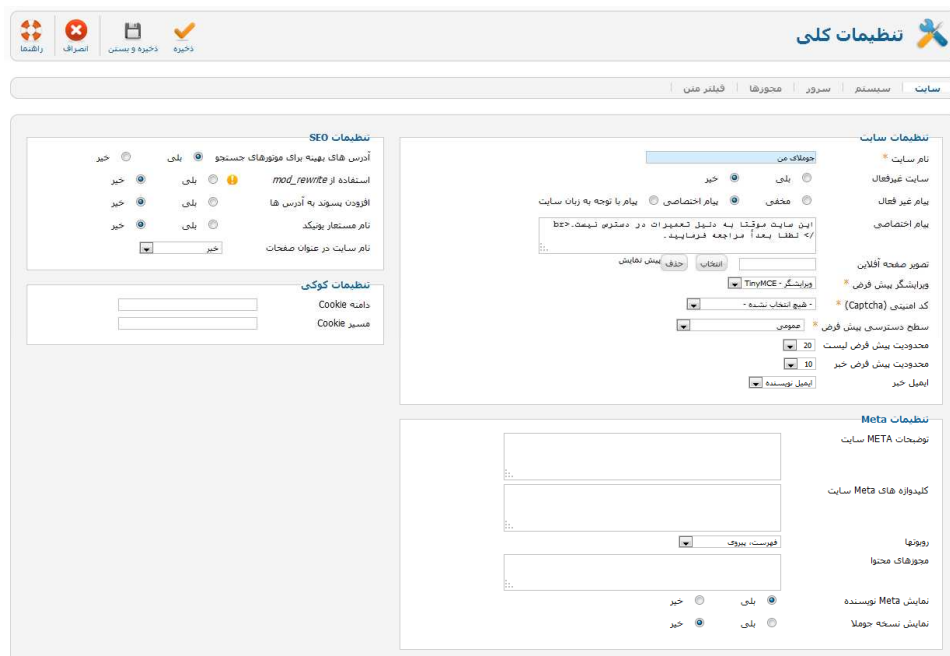 تنظیمات کلی
ذخیره
ذخیره و بستن
انصراف
راهنما
سایت
سیستم
سرور
مجوزها
فیلتر متن
تنظیمات سایت
نام سایت *
جوملای من
سایت غیرفعال
بلی
خیر
پیام غیر فعال
مخفی
پیام اختصاصی
پیام با توجه به زبان سایت
پیام اختصاصی
این سایت موقتا به دلیل تعمیرات در دسترس نیست.<br
/> لطفا بعداً مراجعه فرمایید.
تصویر صفحه آفلاین
انتخاب
حذف
پیش نمایش
ویرایشگر پیش فرض *
ویرایشگر - TinyMCE
کد امنیتی (Captcha) *
- هیچ انتخاب نشده -
سطح دسترسی پیش فرض *
عمومی
محدودیت پیش فرض لیست
20
محدودیت پیش فرض خبر
10
ایمیل خبر
ایمیل نویسنده
تنظیمات Meta
توضیحات META سایت
کلیدواژه های Meta سایت
روبوتها
فهرست، پیروی
مجوزهای محتوا
نمایش Meta نویسنده
بلی
خیر
نمایش نسخه جوملا
بلی
خیر
تنظیمات SEO
آدرس های بهینه برای موتورهای جستجو
بلی
خیر
استفاده از mod_rewrite
بلی
خیر
افزودن پسوند به آدرس ها
بلی
خیر
نام مستعار یونیکد
بلی
خیر
نام سایت در عنوان صفحات
خیر
تنظیمات کوکی
دامنه Cookie
مسیر Cookie